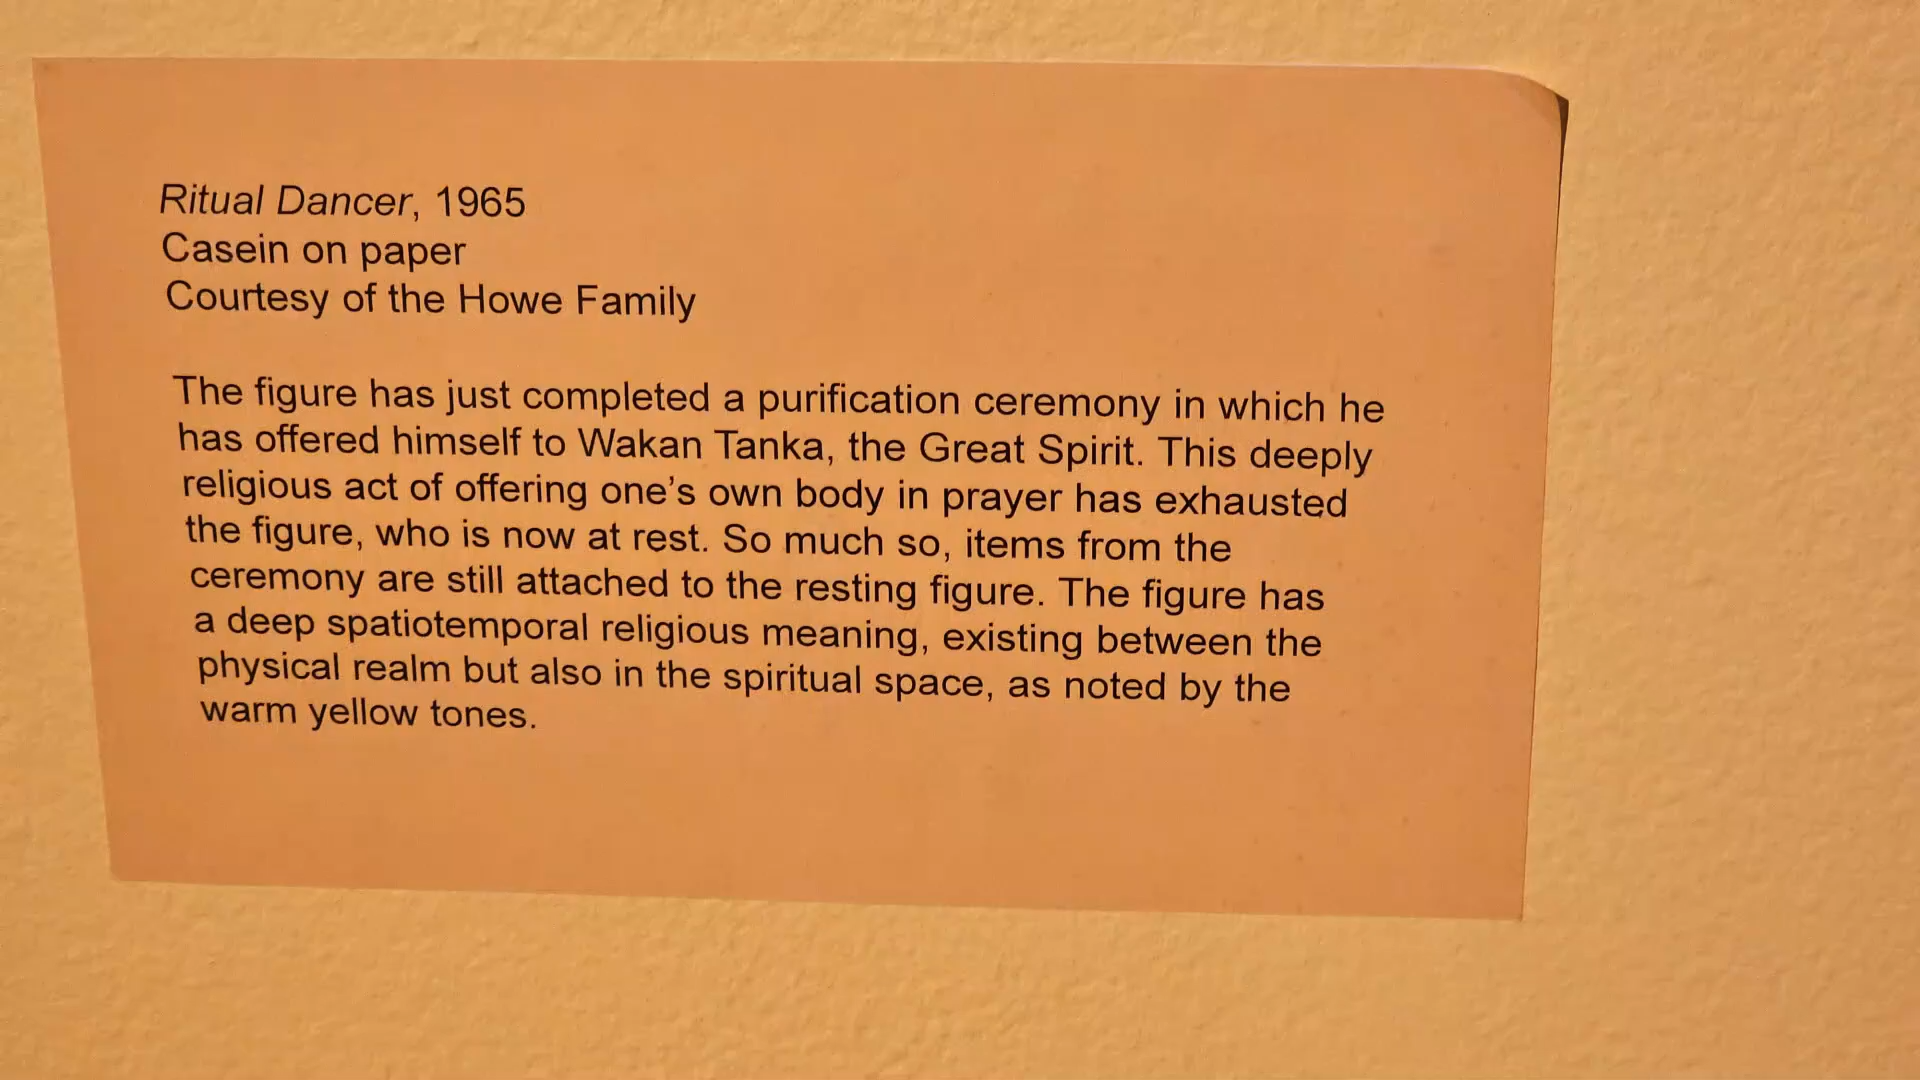 Ritual Dancer, 1965
Casein on paper
Courtesy of the Howe Family
The figure has just completed a purification ceremony in which he
has offered himself to Wakan Tanka, the Great Spirit. This deeply
religious act of offering one’s own body in prayer has exhausted
the figure, who is now at rest. So much so, items from the
ceremony are still attached to the resting figure. The figure has
a deep spatiotemporal religious meaning, existing between the
physical realm but also in the spiritual space, as noted by the
warm yellow tones.